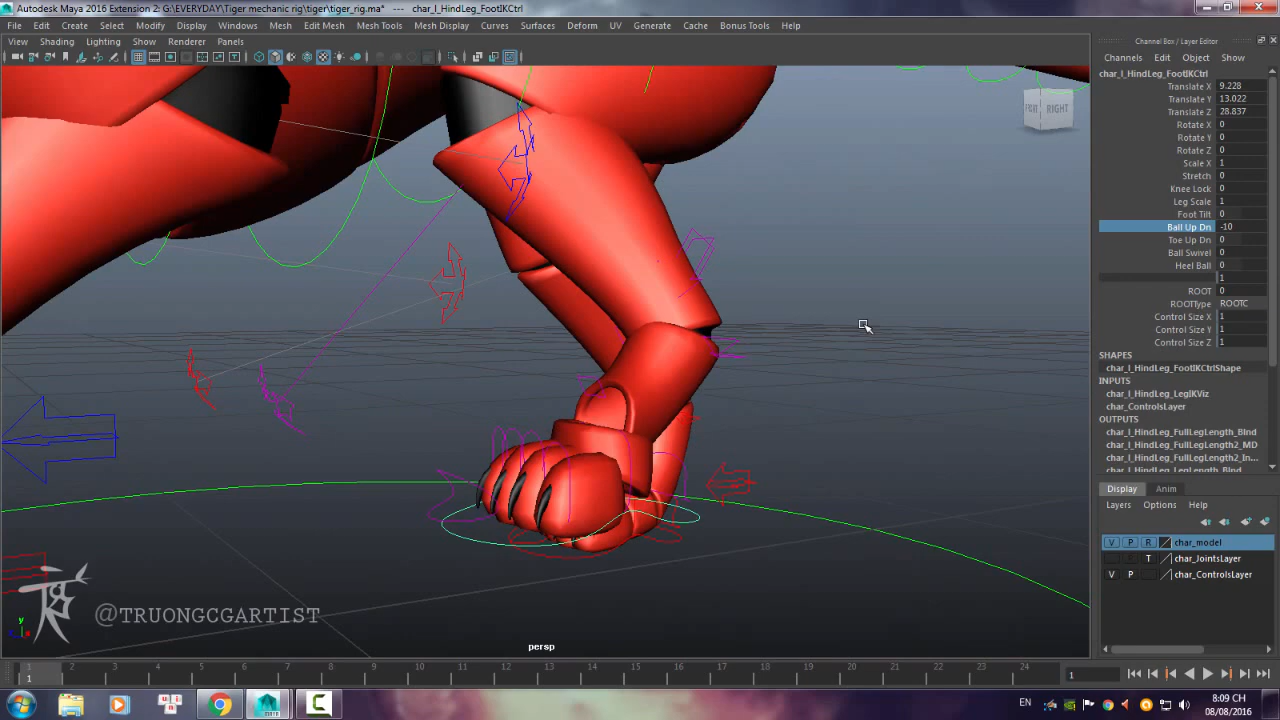 Autodesk Maya 2016 Extension 2: G:\EVERYDAY\Tiger mechanic rig\tiger\tiger_rig.ma* --- char_l_HindLeg_FootIKCtrl
File Edit Create Select Modify Display Windows Mesh Edit Mesh Mesh Tools Mesh Display Curves Surfaces Deform UV Generate Cache Bonus Tools Help
View Shading Lighting Show Renderer Panels
RIGHT
@TRUONGCGARTIST
persp
y
Channel Box / Layer Editor
Channels Edit Object Show
char_l_HindLeg_FootIKCtrl
Translate X 9.228
Translate Y 13.022
Translate Z 28.837
Rotate X 0
Rotate Y 0
Rotate Z 0
Scale X 1
Stretch 0
Knee Lock 0
Leg Scale 1
Foot Tilt 0
Ball Up Dn -10
Toe Up Dn 0
Ball Swivel 0
Heel Ball 0
1
ROOT 0
ROOTType ROOTC
Control Size X 1
Control Size Y 1
Control Size Z 1
SHAPES
char_l_HindLeg_FootIKCtrlShape
INPUTS
char_l_HindLeg_LegIKViz
char_ControlsLayer
OUTPUTS
char_l_HindLeg_FullLegLength_Blnd
char_l_HindLeg_FullLegLength2_MD
char_l_HindLeg_FullLegLength2_In...
char_l_HindLeg_LegLength_Blnd
Display Anim
Layers Options Help
V P R char_model
T char_JointsLayer
V P char_ControlsLayer
1 2 3 4 5 6 7 8 9 10 11 12 13 14 15 16 17 18 19 20 21 22 23 24
1
1
EN
8:09 CH
08/08/2016